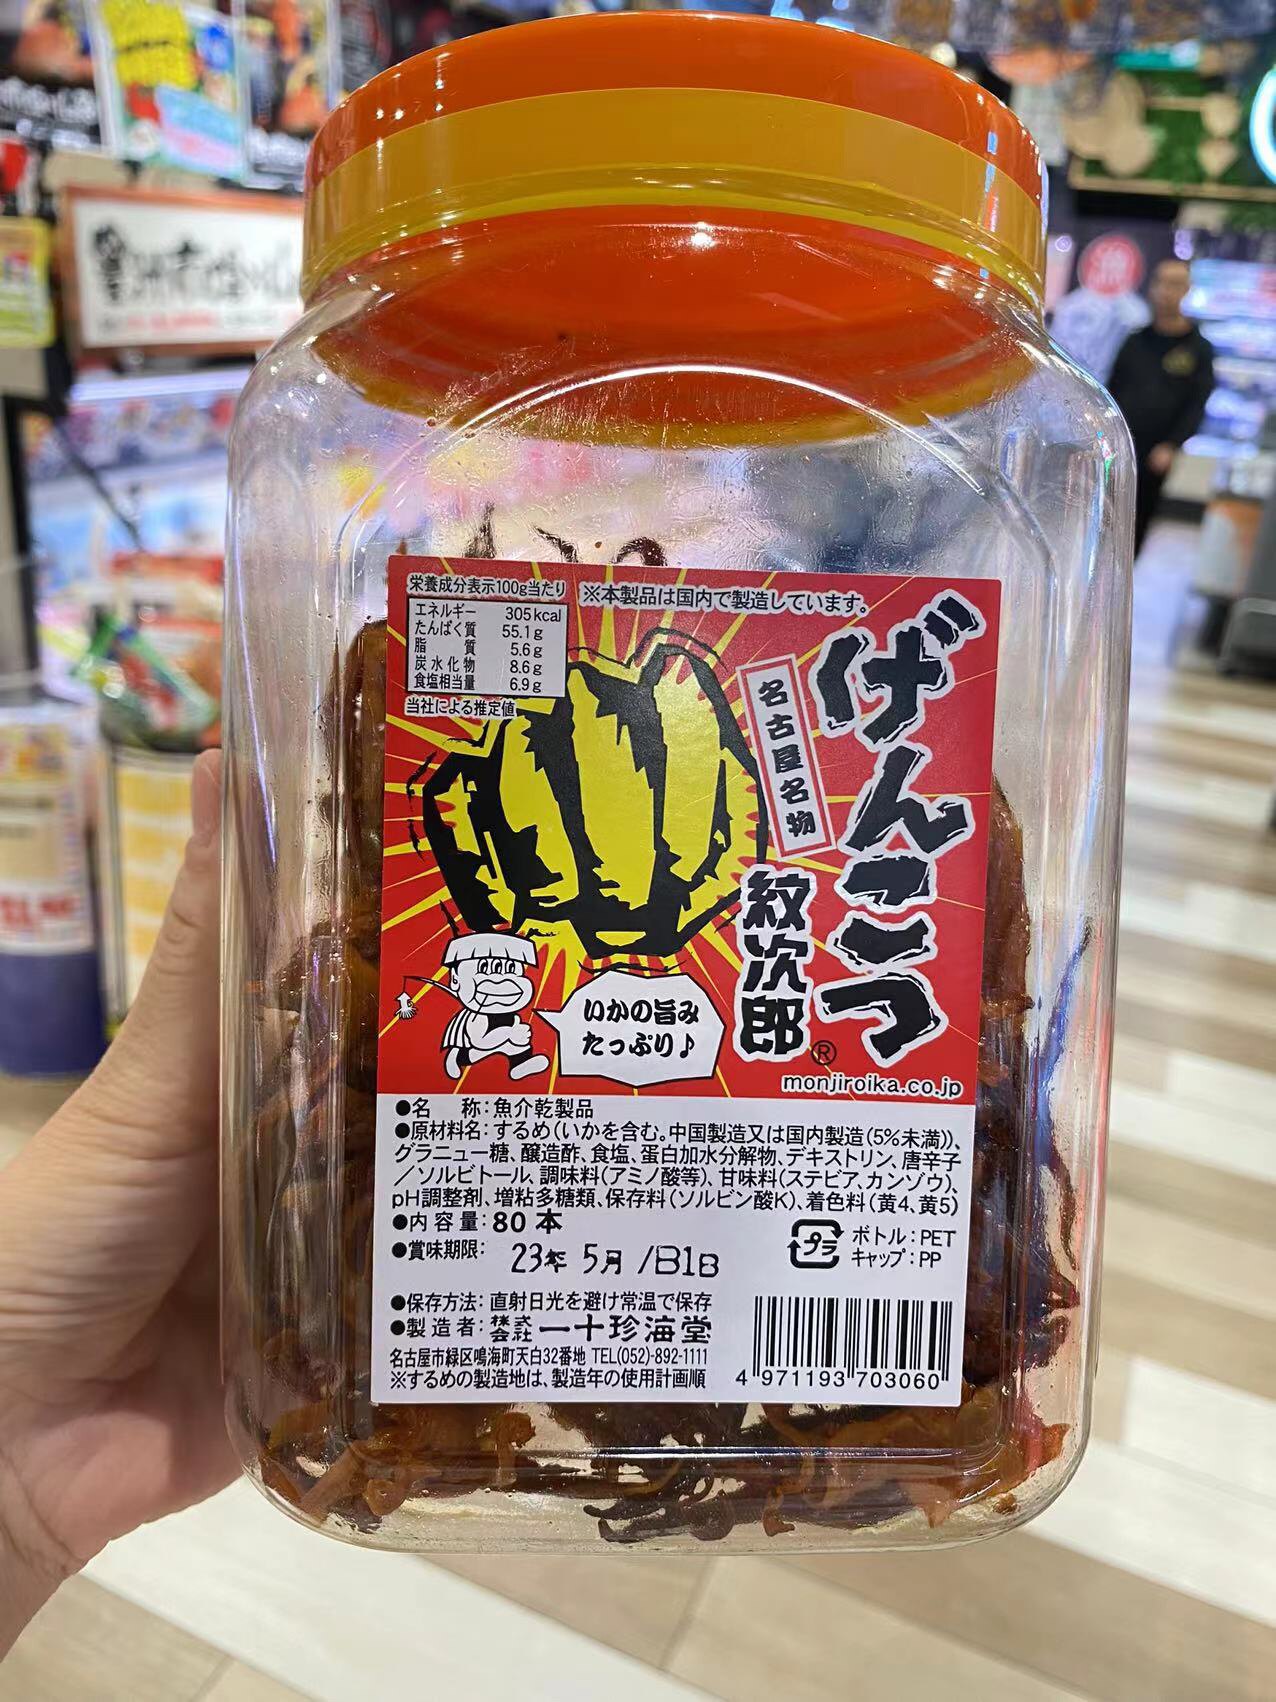 栄養成分表示100g当たり
エネルギー 305kcal
たんぱく質 55.1g
脂質 5.6g
炭水化物 8.6g
食塩相当量 6.9g
当社による推定値
※本製品は国内で製造しています。
げんこつ
名古屋名物
紋次郎®
いかの旨み
たっぷり♪
monjiroika.co.jp
●名 称:魚介乾製品
●原材料名:するめ(いかを含む。中国製造又は国内製造(5%未満))、
グラニュー糖、醸造酢、食塩、蛋白加水分解物、デキストリン、唐辛子
/ソルビトール、調味料(アミノ酸等)、甘味料(ステビア、カンゾウ)、
pH調整剤、増粘多糖類、保存料(ソルビン酸K)、着色料(黄4、黄5)
●内容量:80本
●賞味期限: 23年 5月 /日1日
プラ
ボトル:PET
キャップ:PP
●保存方法:直射日光を避け常温で保存
●製造者:株式会社一十珍海堂
名古屋市緑区鳴海町天白32番地 TEL(052)-892-1111
※するめの製造地は、製造年の使用計画順
4 971193 703060